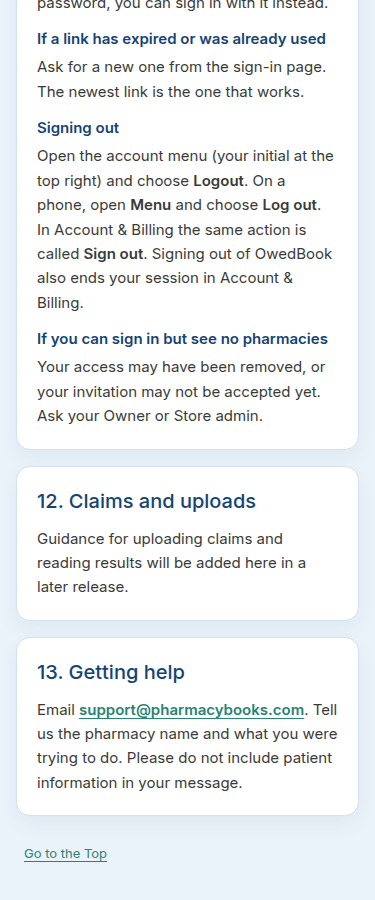 password, you can sign in with it instead.
If a link has expired or was already used
Ask for a new one from the sign-in page.
The newest link is the one that works.
Signing out
Open the account menu (your initial at the
top right) and choose Logout. On a
phone, open Menu and choose Log out.
In Account & Billing the same action is
called Sign out. Signing out of OwedBook
also ends your session in Account &
Billing.
If you can sign in but see no pharmacies
Your access may have been removed, or
your invitation may not be accepted yet.
Ask your Owner or Store admin.
12. Claims and uploads
Guidance for uploading claims and
reading results will be added here in a
later release.
13. Getting help
Email support@pharmacybooks.com. Tell
us the pharmacy name and what you were
trying to do. Please do not include patient
information in your message.
Go to the Top